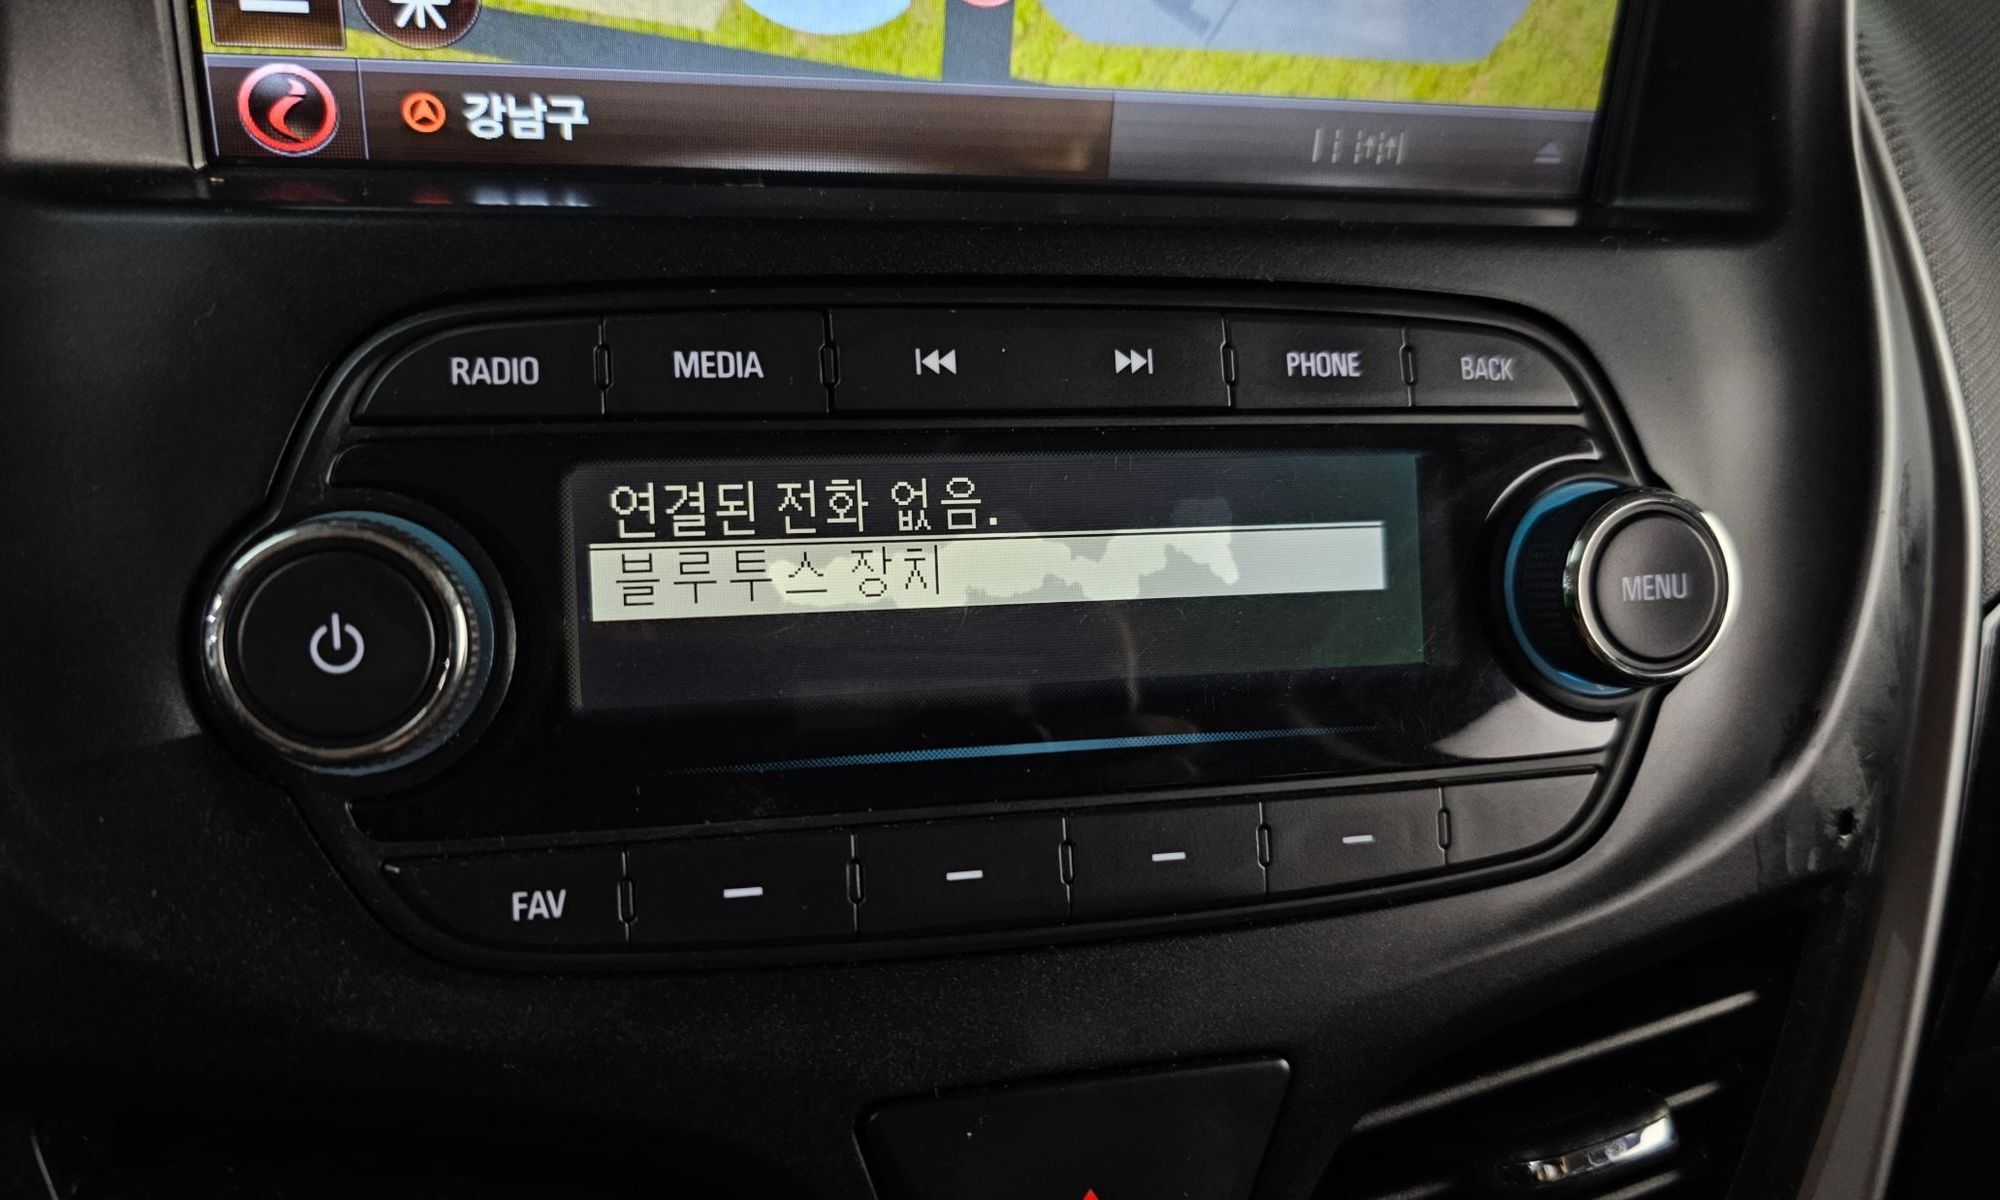 강남구
RADIO MEDIA PHONE BACK
연결된 전화 없음.
블루투스 장치
MENU
FAV